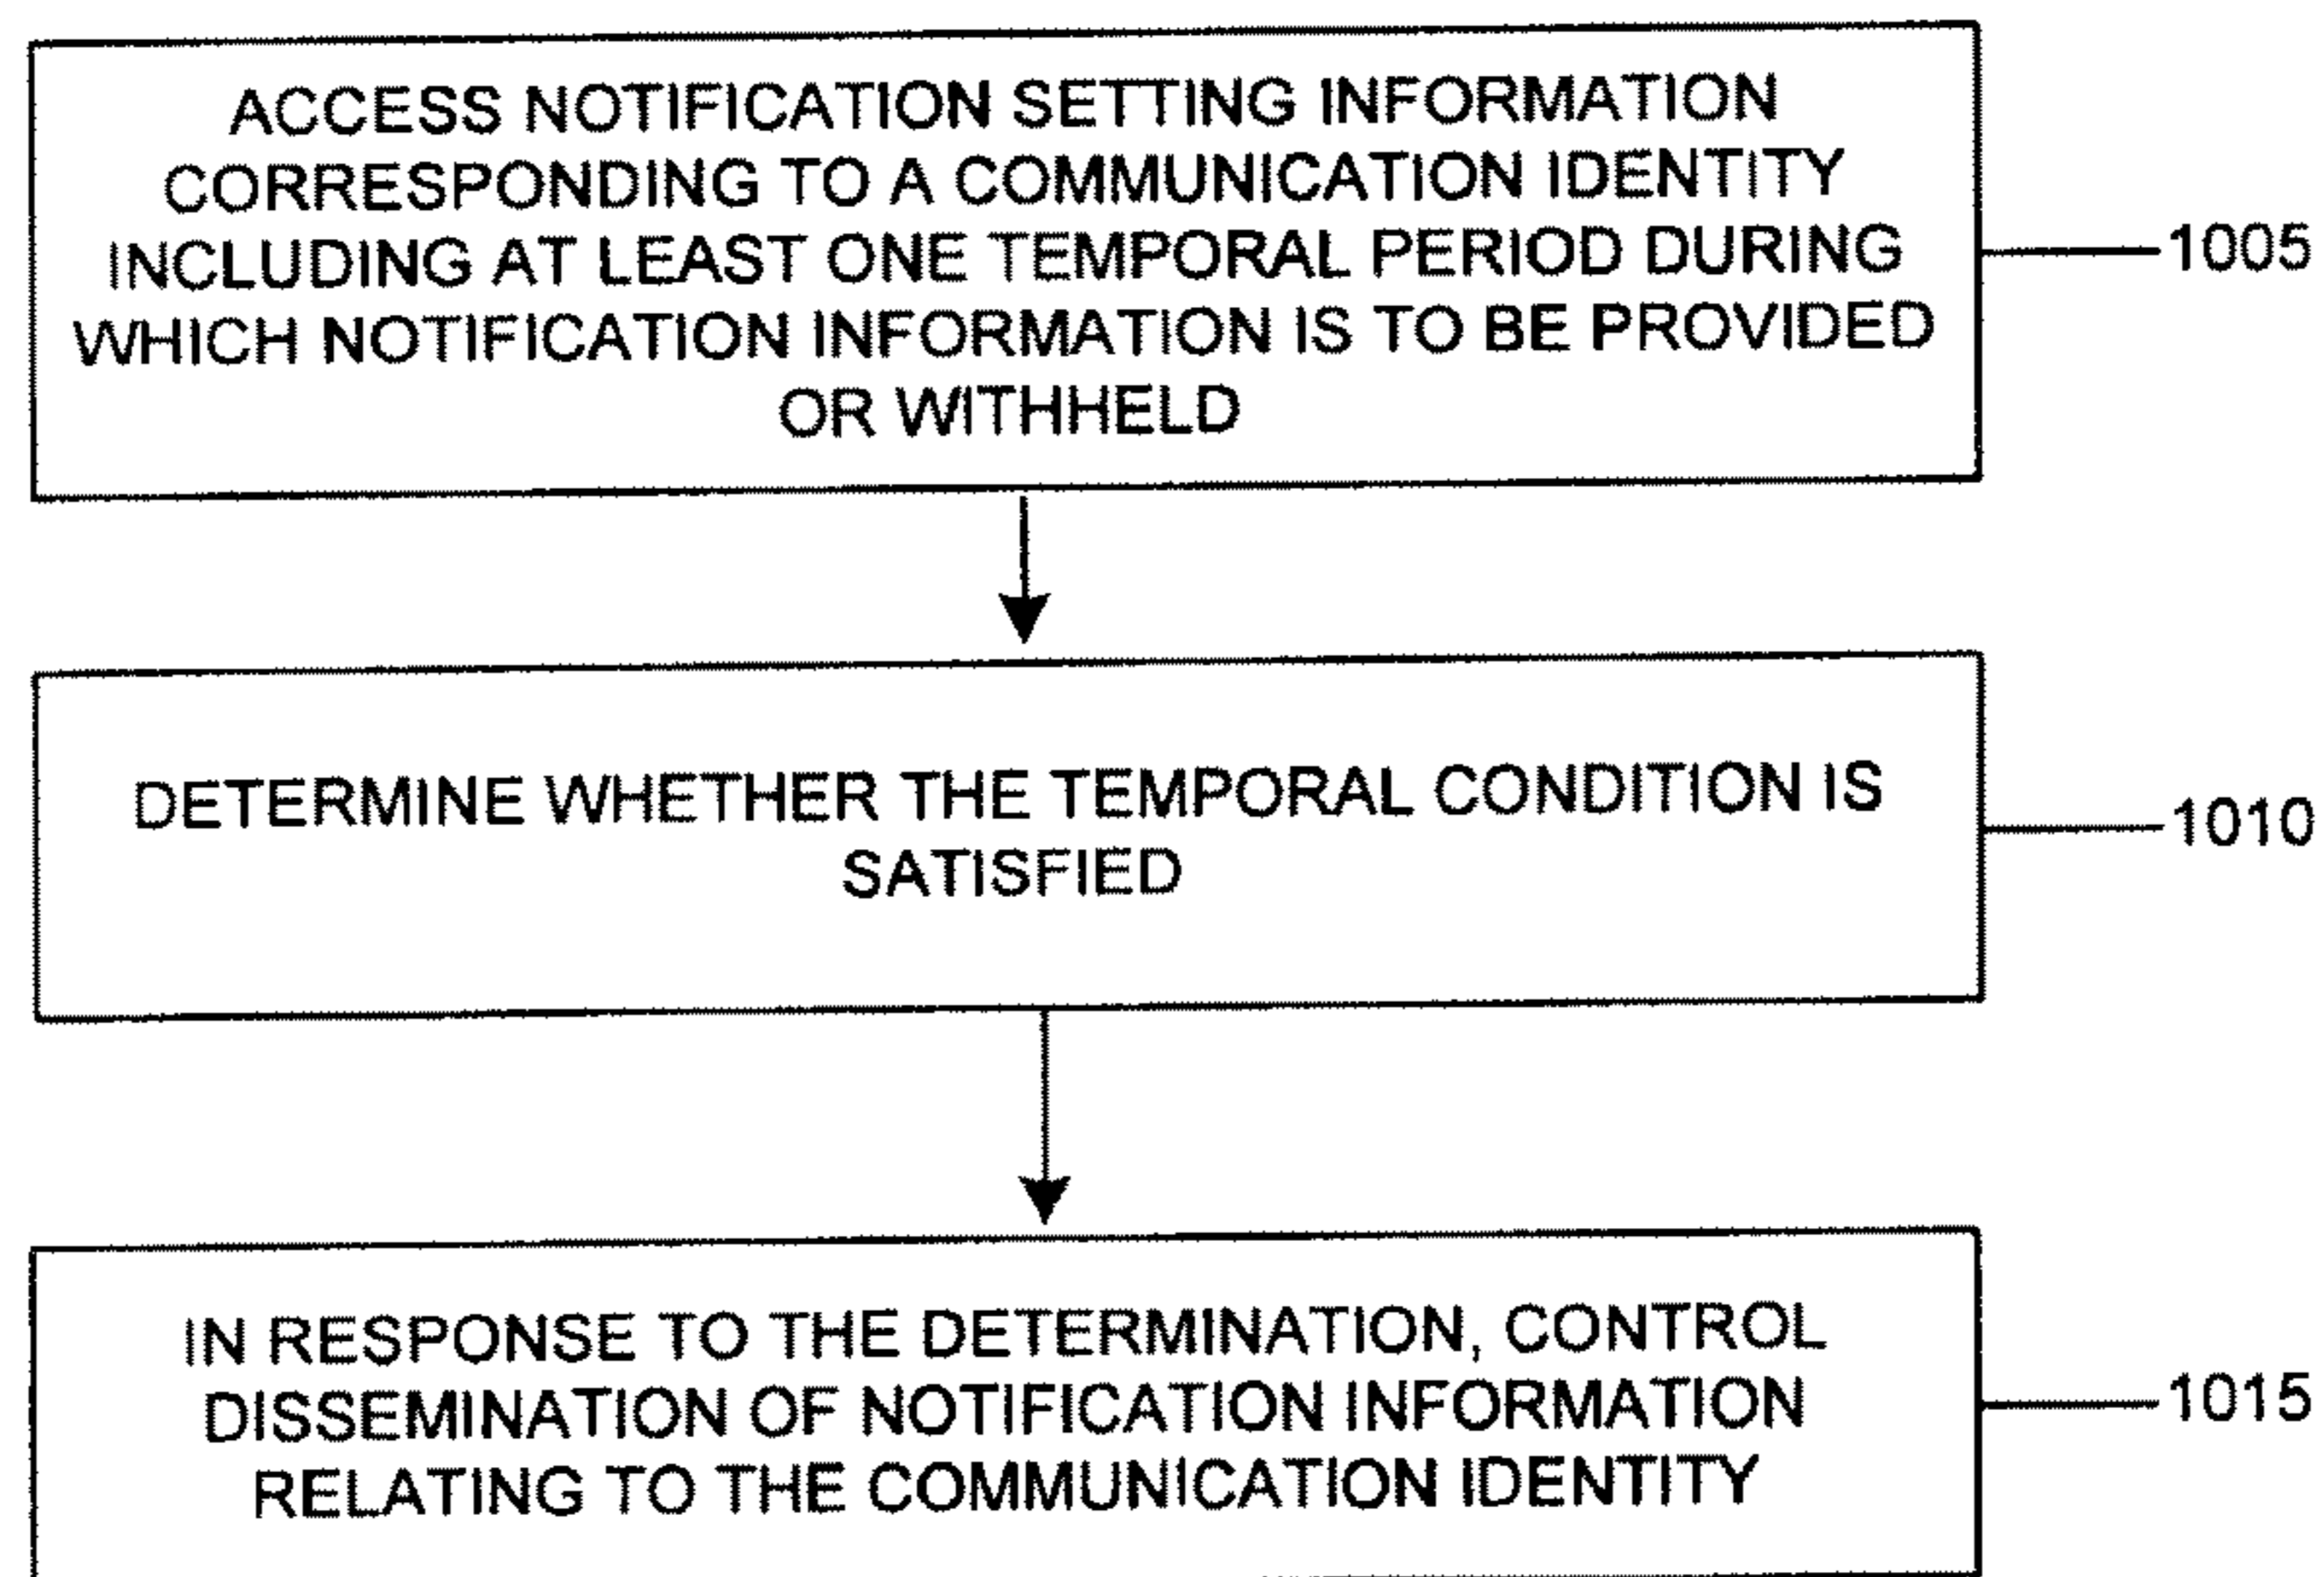 ACCESS NOTIFICATION SETTING INFORMATION
CORRESPONDING TO A COMMUNICATION IDENTITY
INCLUDING AT LEAST ONE TEMPORAL PERIOD DURING
WHICH NOTIFICATION INFORMATION IS TO BE PROVIDED
OR WITHHELD
1005
DETERMINE WHETHER THE TEMPORAL CONDITION IS
SATISFIED
1010
IN RESPONSE TO THE DETERMINATION, CONTROL
DISSEMINATION OF NOTIFICATION INFORMATION
RELATING TO THE COMMUNICATION IDENTITY
1015